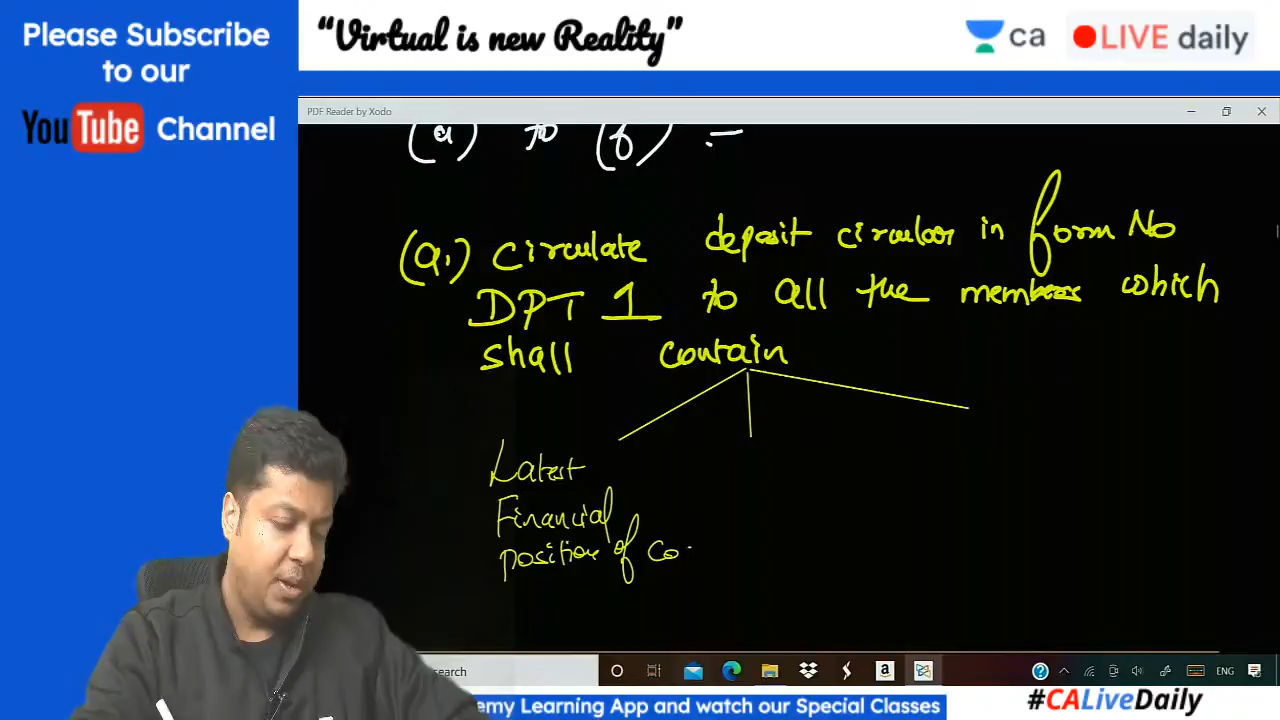 Please Subscribe
to our
YouTube Channel
“Virtual is new Reality”
ca
LIVE daily
PDF Reader by Xodo
(a) to (f) :-
(a.) circulate deposit circular in form No
DPT 1 to all the members which
shall contain
Latest
Financial
position of co.
search
ENG
emy Learning App and watch our Special Classes
#CALiveDaily